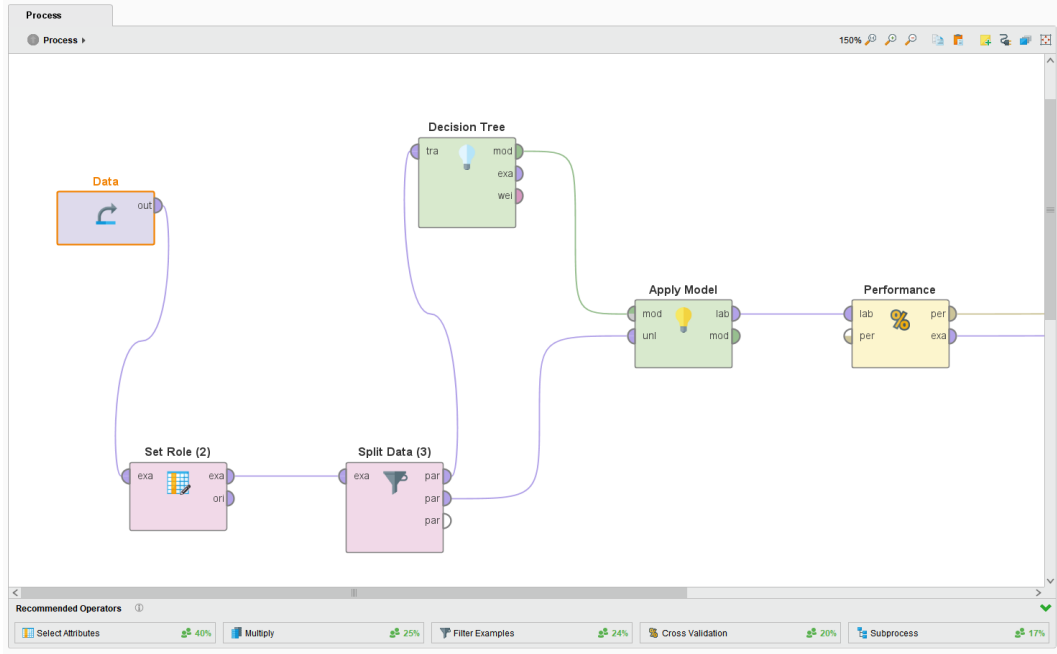 Process
Process
150%
Decision Tree
tra mod
exa
wei
Data
out
Apply Model
mod lab
unl mod
Performance
lab per
per exa
Set Role (2)
exa exa
ori
Split Data (3)
exa par
par
par
Recommended Operators
Select Attributes 40%
Multiply 25%
Filter Examples 24%
Cross Validation 20%
Subprocess 17%